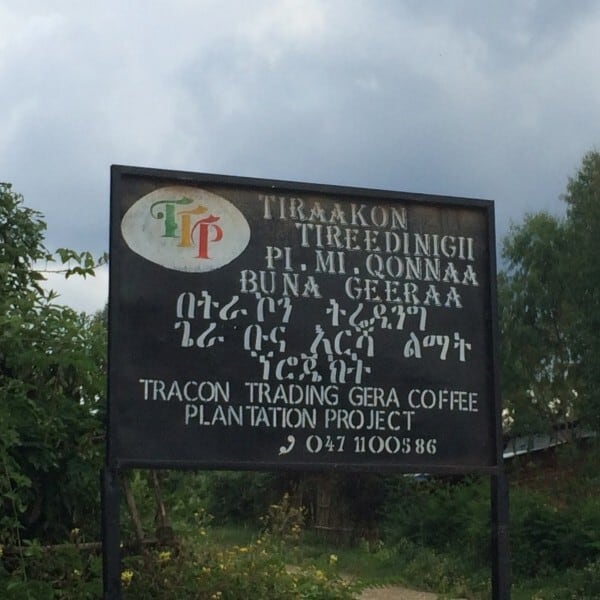 TTP
TIRAAKON
TIREEDINIGII
PI. MI. QONNAA
BUNA GEERAA
በትራኮን ትሬዲንግ
ጌራ ቡና እርሻ ልማት
ፕሮጄክት
TRACON TRADING GERA COFFEE
PLANTATION PROJECT
047 1100586